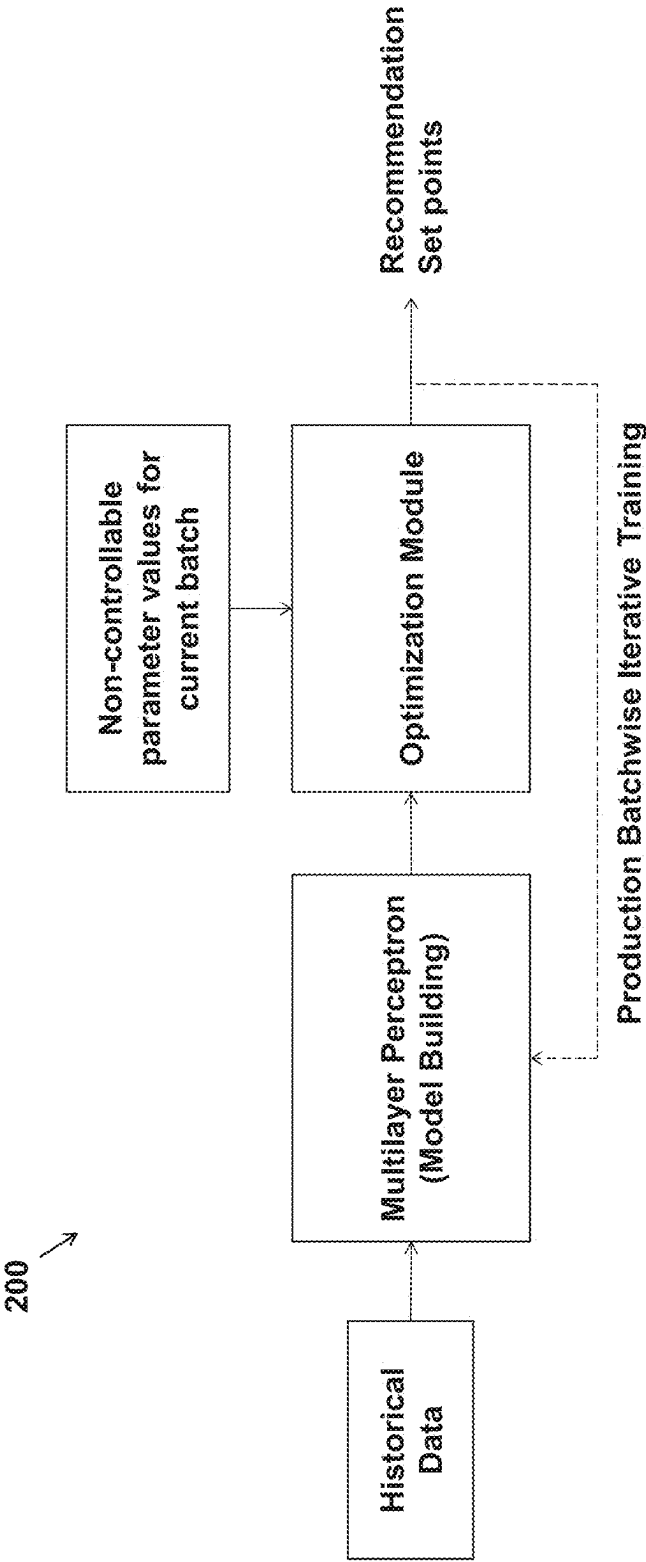 200
Historical
Data
Multilayer Perceptron
(Model Building)
Non-controllable
parameter values for
current batch
Optimization Module
Recommendation
Set points
Production Batchwise Iterative Training